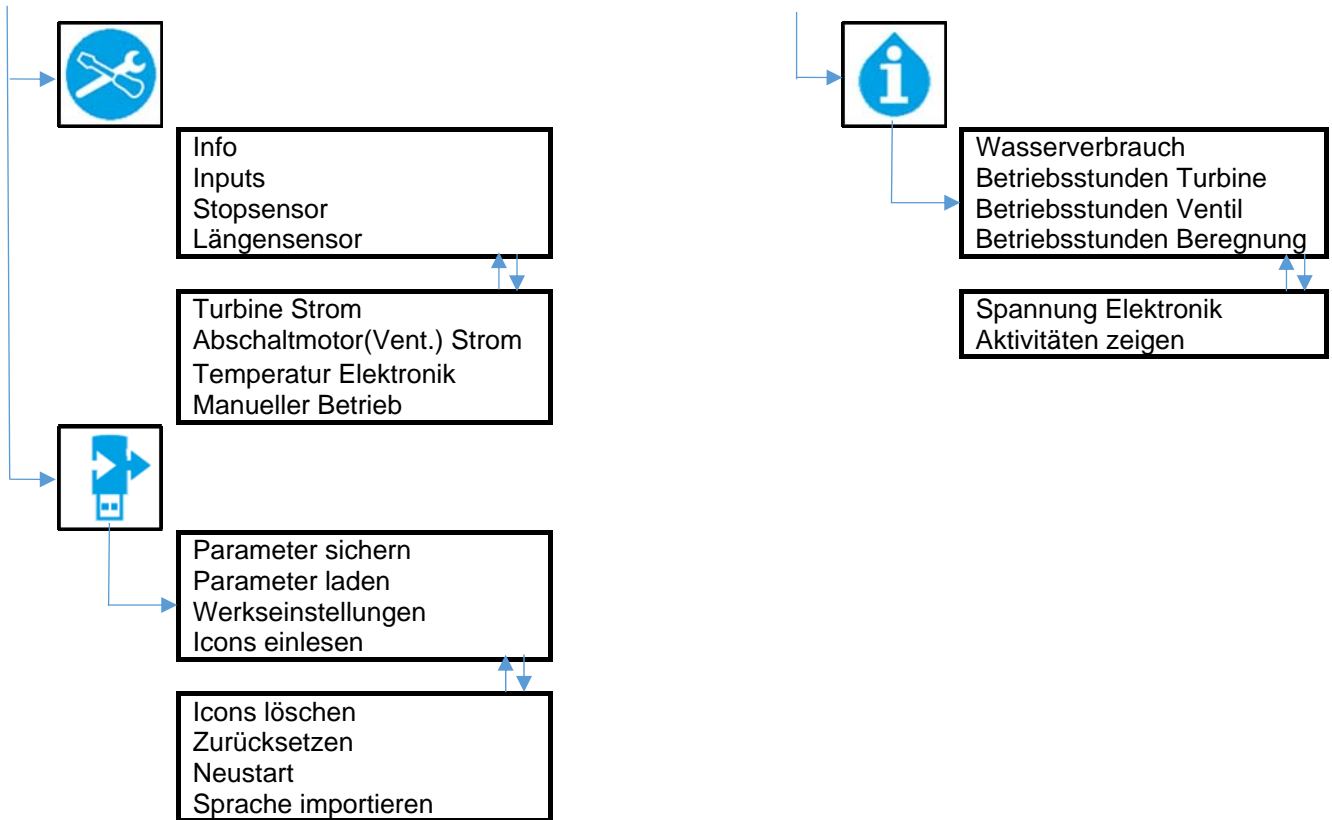 Info
Inputs
Stopsensor
Längensensor
Turbine Strom
Abschaltmotor(Vent.) Strom
Temperatur Elektronik
Manueller Betrieb
Parameter sichern
Parameter laden
Werkseinstellungen
Icons einlesen
Icons löschen
Zurücksetzen
Neustart
Sprache importieren
Wasserverbrauch
Betriebsstunden Turbine
Betriebsstunden Ventil
Betriebsstunden Beregnung
Spannung Elektronik
Aktivitäten zeigen